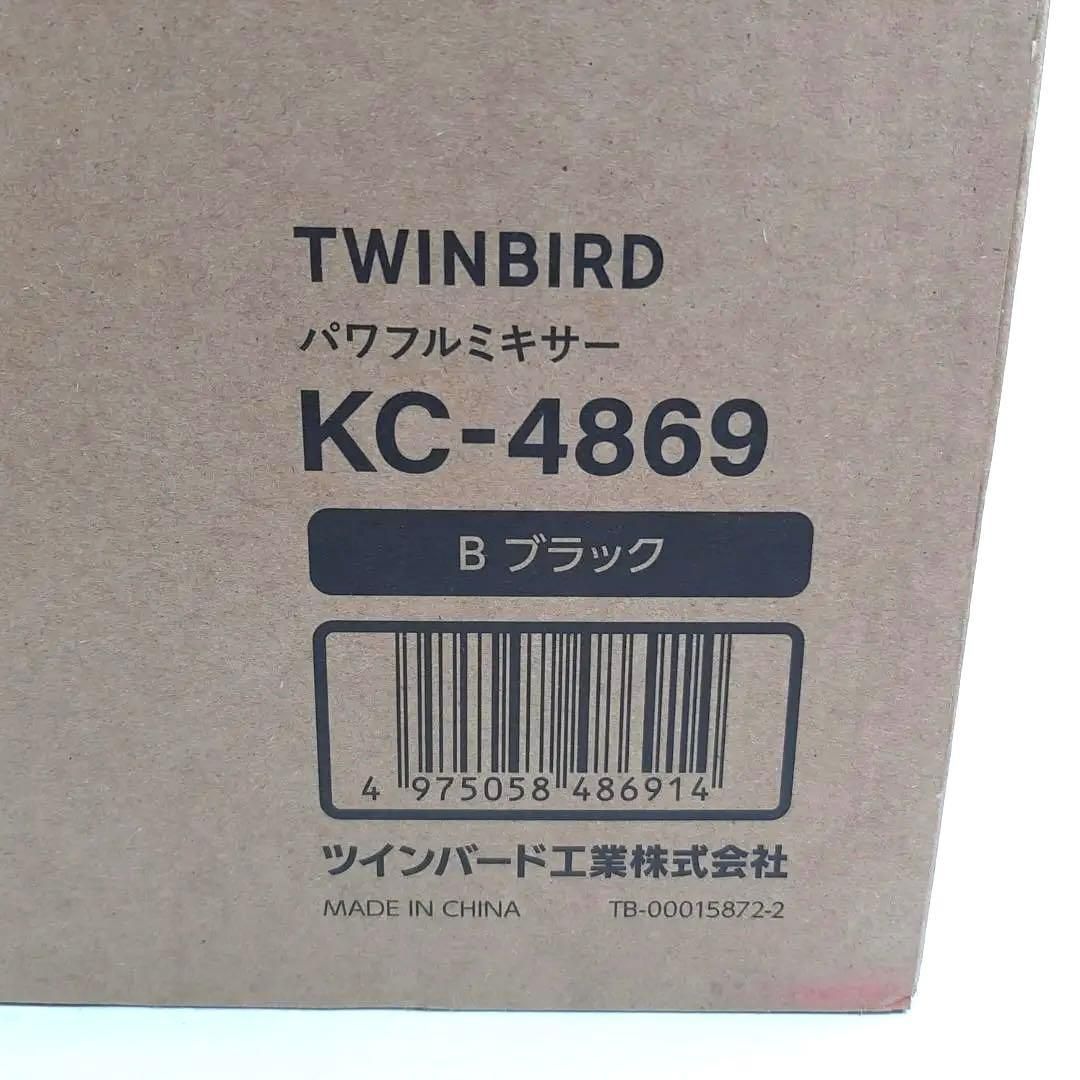 TWINBIRD
パワフルミキサー
KC-4869
B ブラック
4 975058 486914
ツインバード工業株式会社
MADE IN CHINA TB-00015872-2